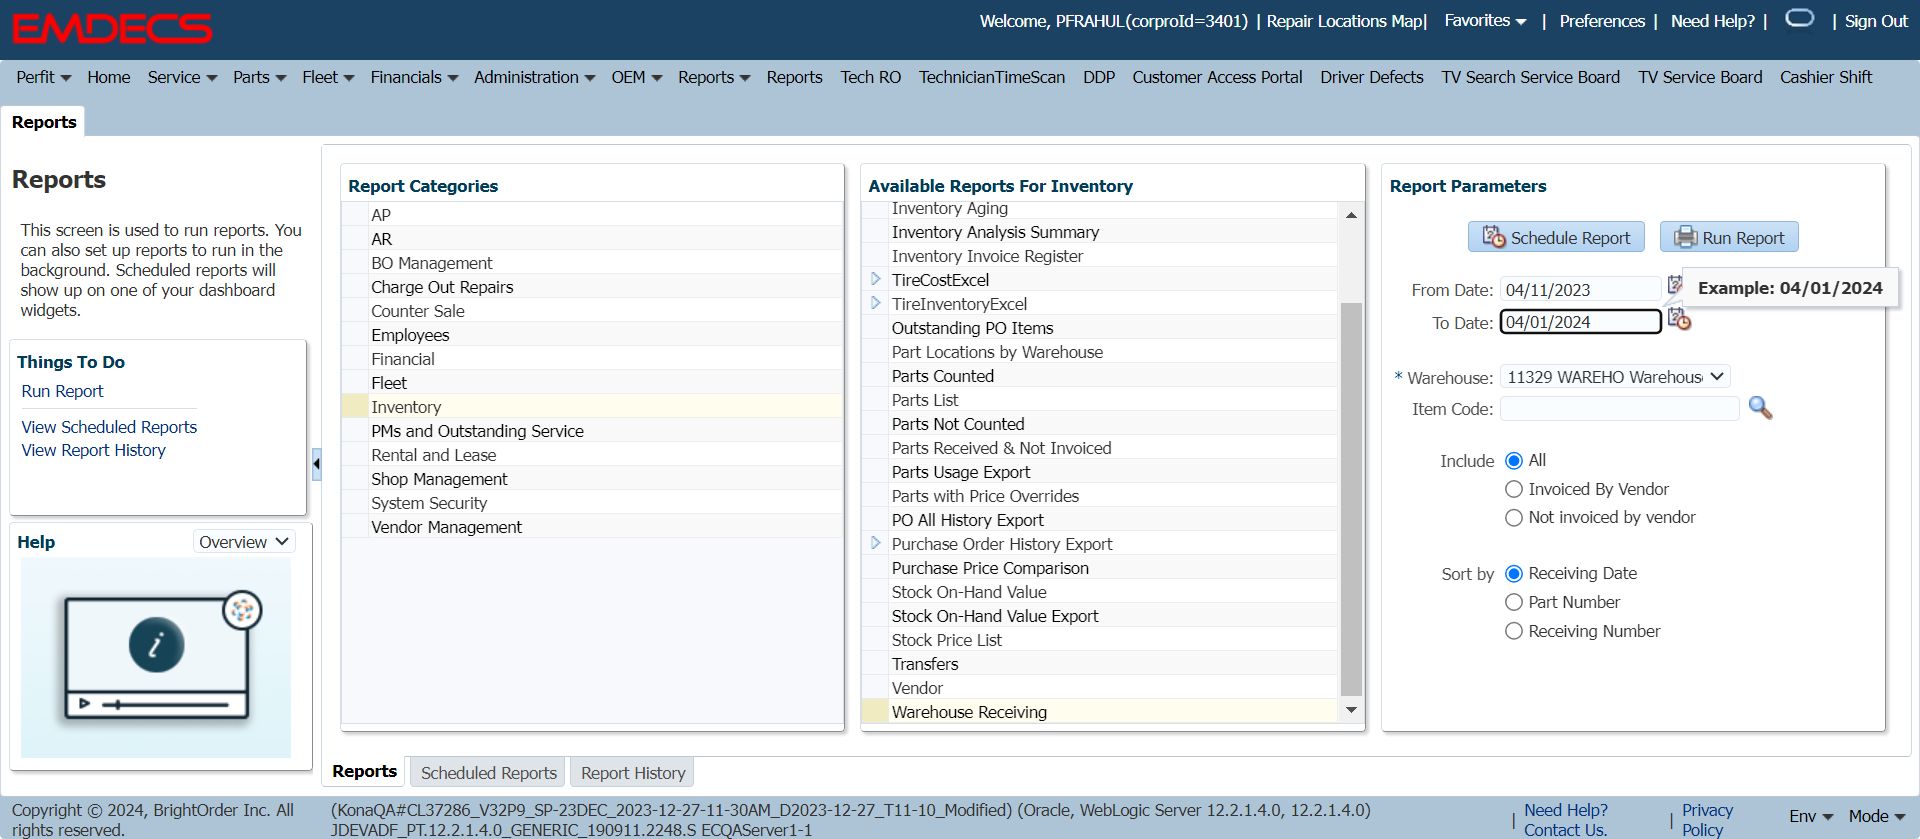 EMDECS
Welcome, PFRAHUL(corproId=3401) | Repair Locations Map| Favorites | Preferences | Need Help? | | Sign Out
Perfit Home Service Parts Fleet Financials Administration OEM Reports Reports Tech RO TechnicianTimeScan DDP Customer Access Portal Driver Defects TV Search Service Board TV Service Board Cashier Shift
Reports
Reports
This screen is used to run reports. You
can also set up reports to run in the
background. Scheduled reports will
show up on one of your dashboard
widgets.
Things To Do
Run Report
View Scheduled Reports
View Report History
Help
Overview
i
Report Categories
AP
AR
BO Management
Charge Out Repairs
Counter Sale
Employees
Financial
Fleet
Inventory
PMs and Outstanding Service
Rental and Lease
Shop Management
System Security
Vendor Management
Available Reports For Inventory
Inventory Aging
Inventory Analysis Summary
Inventory Invoice Register
TireCostExcel
TireInventoryExcel
Outstanding PO Items
Part Locations by Warehouse
Parts Counted
Parts List
Parts Not Counted
Parts Received & Not Invoiced
Parts Usage Export
Parts with Price Overrides
PO All History Export
Purchase Order History Export
Purchase Price Comparison
Stock On-Hand Value
Stock On-Hand Value Export
Stock Price List
Transfers
Vendor
Warehouse Receiving
Report Parameters
Schedule Report Run Report
From Date: 04/11/2023
Example: 04/01/2024
To Date: 04/01/2024
* Warehouse: 11329 WAREHO Warehous
Item Code:
Include All
Invoiced By Vendor
Not invoiced by vendor
Sort by Receiving Date
Part Number
Receiving Number
Reports Scheduled Reports Report History
Copyright © 2024, BrightOrder Inc. All
rights reserved.
(KonaQA#CL37286_V32P9_SP-23DEC_2023-12-27-11-30AM_D2023-12-27_T11-10_Modified) (Oracle, WebLogic Server 12.2.1.4.0, 12.2.1.4.0)
JDEVADF_PT.12.2.1.4.0_GENERIC_190911.2248.S ECQAServer1-1
| Need Help?
Contact Us.
| Privacy
Policy
Env Mode